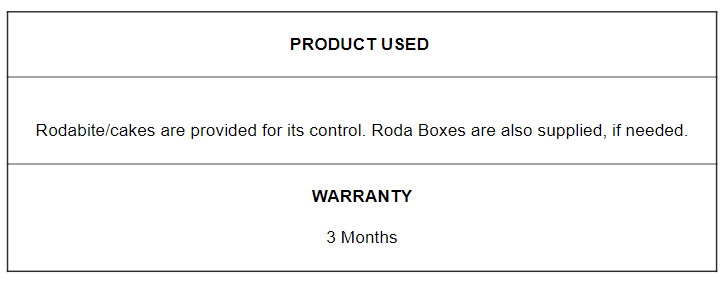 PRODUCT USED
Rodabite/cakes are provided for its control. Roda Boxes are also supplied, if needed.
WARRANTY
3 Months